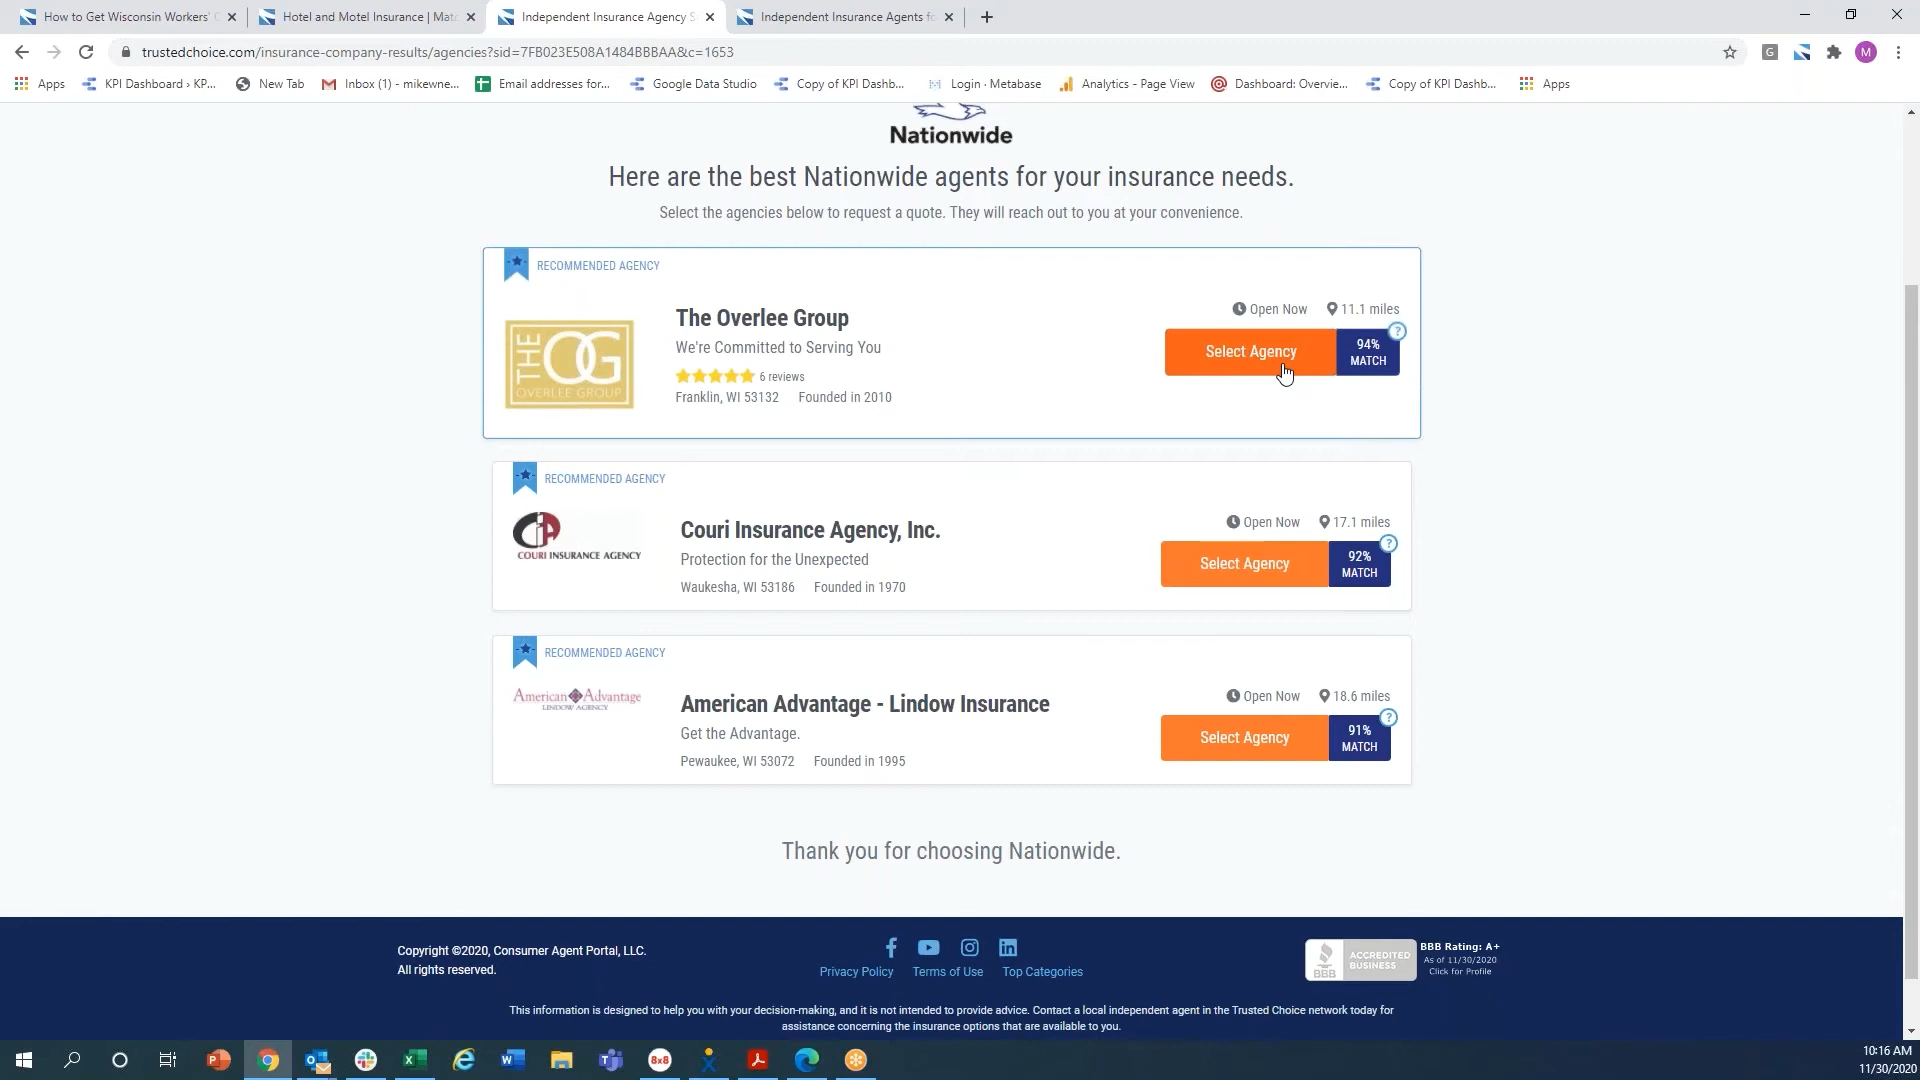 How to Get Wisconsin Workers'
Hotel and Motel Insurance | Matc
Independent Insurance Agency S
Independent Insurance Agents fo
trustedchoice.com/insurance-company-results/agencies?sid=7FB023E508A1484BBBAA&c=1653
G
M
Apps
KPI Dashboard › KP...
New Tab
Inbox (1) - mikewne...
Email addresses for...
Google Data Studio
Copy of KPI Dashb...
Login · Metabase
Analytics - Page View
Dashboard: Overvie...
Copy of KPI Dashb...
Apps
Nationwide
Here are the best Nationwide agents for your insurance needs.
Select the agencies below to request a quote. They will reach out to you at your convenience.
RECOMMENDED AGENCY
THE OG
OVERLEE GROUP
The Overlee Group
We're Committed to Serving You
6 reviews
Franklin, WI 53132 Founded in 2010
Open Now 11.1 miles
Select Agency
94%
MATCH
?
RECOMMENDED AGENCY
CIA
COURI INSURANCE AGENCY
Couri Insurance Agency, Inc.
Protection for the Unexpected
Waukesha, WI 53186 Founded in 1970
Open Now 17.1 miles
Select Agency
92%
MATCH
?
RECOMMENDED AGENCY
American Advantage
LINDOW AGENCY
American Advantage - Lindow Insurance
Get the Advantage.
Pewaukee, WI 53072 Founded in 1995
Open Now 18.6 miles
Select Agency
91%
MATCH
?
Thank you for choosing Nationwide.
Copyright ©2020, Consumer Agent Portal, LLC.
All rights reserved.
Privacy Policy Terms of Use Top Categories
BBB
ACCREDITED
BUSINESS
BBB Rating: A+
As of 11/30/2020
Click for Profile
This information is designed to help you with your decision-making, and it is not intended to provide advice. Contact a local independent agent in the Trusted Choice network today for
assistance concerning the insurance options that are available to you.
8x8
10:16 AM
11/30/2020